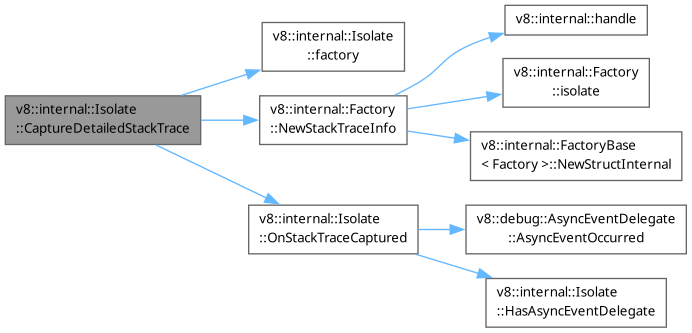 v8::internal::handle
v8::internal::Isolate
::factory
v8::internal::Factory
::isolate
v8::internal::Isolate
::CaptureDetailedStackTrace
v8::internal::Factory
::NewStackTraceInfo
v8::internal::FactoryBase
< Factory >::NewStructInternal
v8::internal::Isolate
::OnStackTraceCaptured
v8::debug::AsyncEventDelegate
::AsyncEventOccurred
v8::internal::Isolate
::HasAsyncEventDelegate